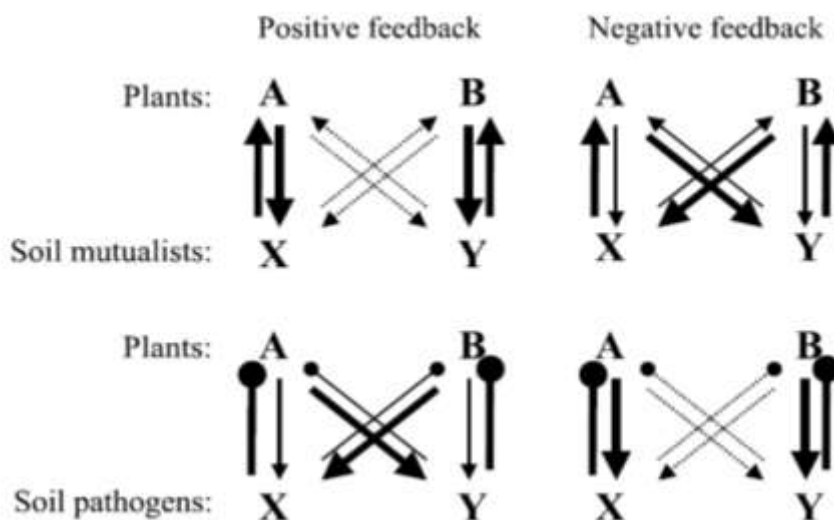 Positive feedback Negative feedback
Plants: A B A B
Soil mutualists: X Y X Y
Plants: A B A B
Soil pathogens: X Y X Y